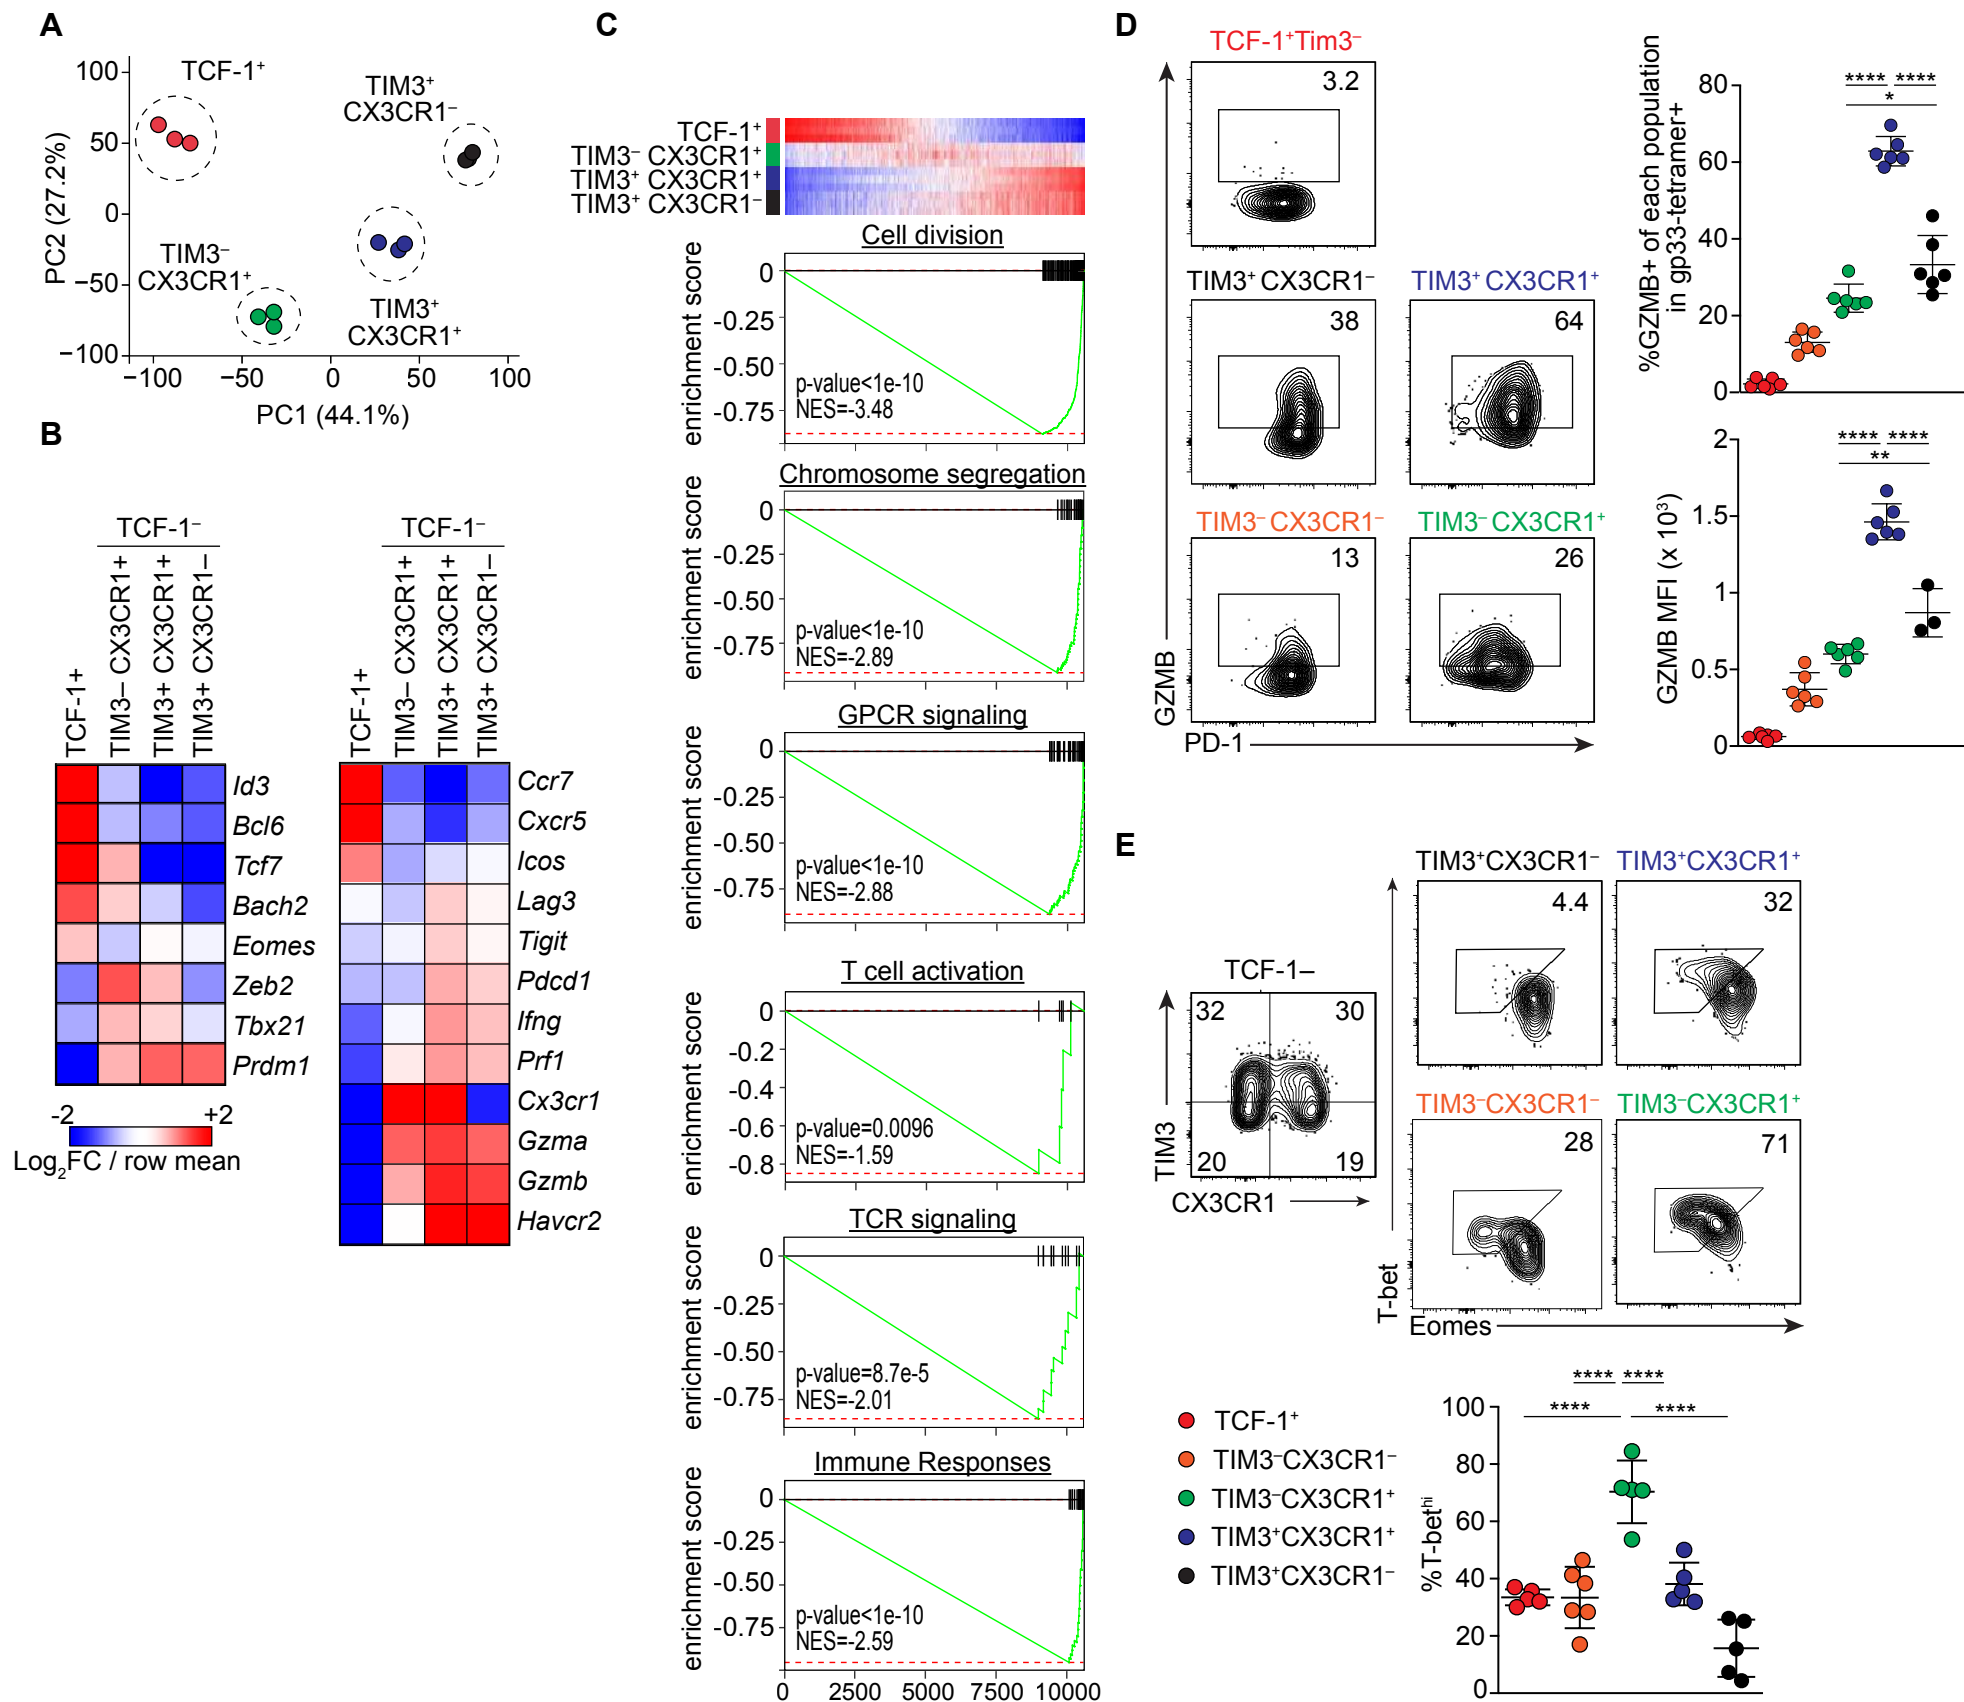 A
TCF-1⁺
TIM3⁺
CX3CR1⁻
TIM3⁻
CX3CR1⁺
TIM3⁺
CX3CR1⁺
PC2 (27.2%)
100
50
0
−50
−100
−100
−50
0
50
100
PC1 (44.1%)
B
TCF-1⁻
TCF-1+
TIM3– CX3CR1+
TIM3+ CX3CR1+
TIM3+ CX3CR1–
Id3
Bcl6
Tcf7
Bach2
Eomes
Zeb2
Tbx21
Prdm1
-2
+2
Log₂FC / row mean
TCF-1⁻
TCF-1+
TIM3– CX3CR1+
TIM3+ CX3CR1+
TIM3+ CX3CR1–
Ccr7
Cxcr5
Icos
Lag3
Tigit
Pdcd1
Ifng
Prf1
Cx3cr1
Gzma
Gzmb
Havcr2
C
TCF-1⁺
TIM3⁻ CX3CR1⁺
TIM3⁺ CX3CR1⁺
TIM3⁺ CX3CR1⁻
Cell division
enrichment score
0
-0.25
-0.50
-0.75
p-value<1e-10
NES=-3.48
Chromosome segregation
enrichment score
0
-0.25
-0.50
-0.75
p-value<1e-10
NES=-2.89
GPCR signaling
enrichment score
0
-0.25
-0.50
-0.75
p-value<1e-10
NES=-2.88
T cell activation
enrichment score
0
-0.2
-0.4
-0.6
-0.8
p-value=0.0096
NES=-1.59
TCR signaling
enrichment score
0
-0.25
-0.50
-0.75
p-value=8.7e-5
NES=-2.01
Immune Responses
enrichment score
0
-0.25
-0.50
-0.75
p-value<1e-10
NES=-2.59
0
2500
5000
7500
10000
D
TCF-1⁺Tim3⁻
3.2
TIM3⁺ CX3CR1⁻
38
TIM3⁺ CX3CR1⁺
64
TIM3⁻ CX3CR1⁻
13
TIM3⁻ CX3CR1⁺
26
GZMB
PD-1
%GZMB+ of each population
in gp33-tetramer+
80
60
40
20
0
**** ****
*
GZMB MFI (x 10³)
2
1.5
1
0.5
0
**** ****
**
E
TCF-1–
32
30
20
19
TIM3
CX3CR1
TIM3⁺CX3CR1⁻
4.4
TIM3⁺CX3CR1⁺
32
TIM3⁻CX3CR1⁻
28
TIM3⁻CX3CR1⁺
71
T-bet
Eomes
TCF-1⁺
TIM3⁻CX3CR1⁻
TIM3⁻CX3CR1⁺
TIM3⁺CX3CR1⁺
TIM3⁺CX3CR1⁻
% T-betʰⁱ
100
80
60
40
20
0
**** ****
**** ****